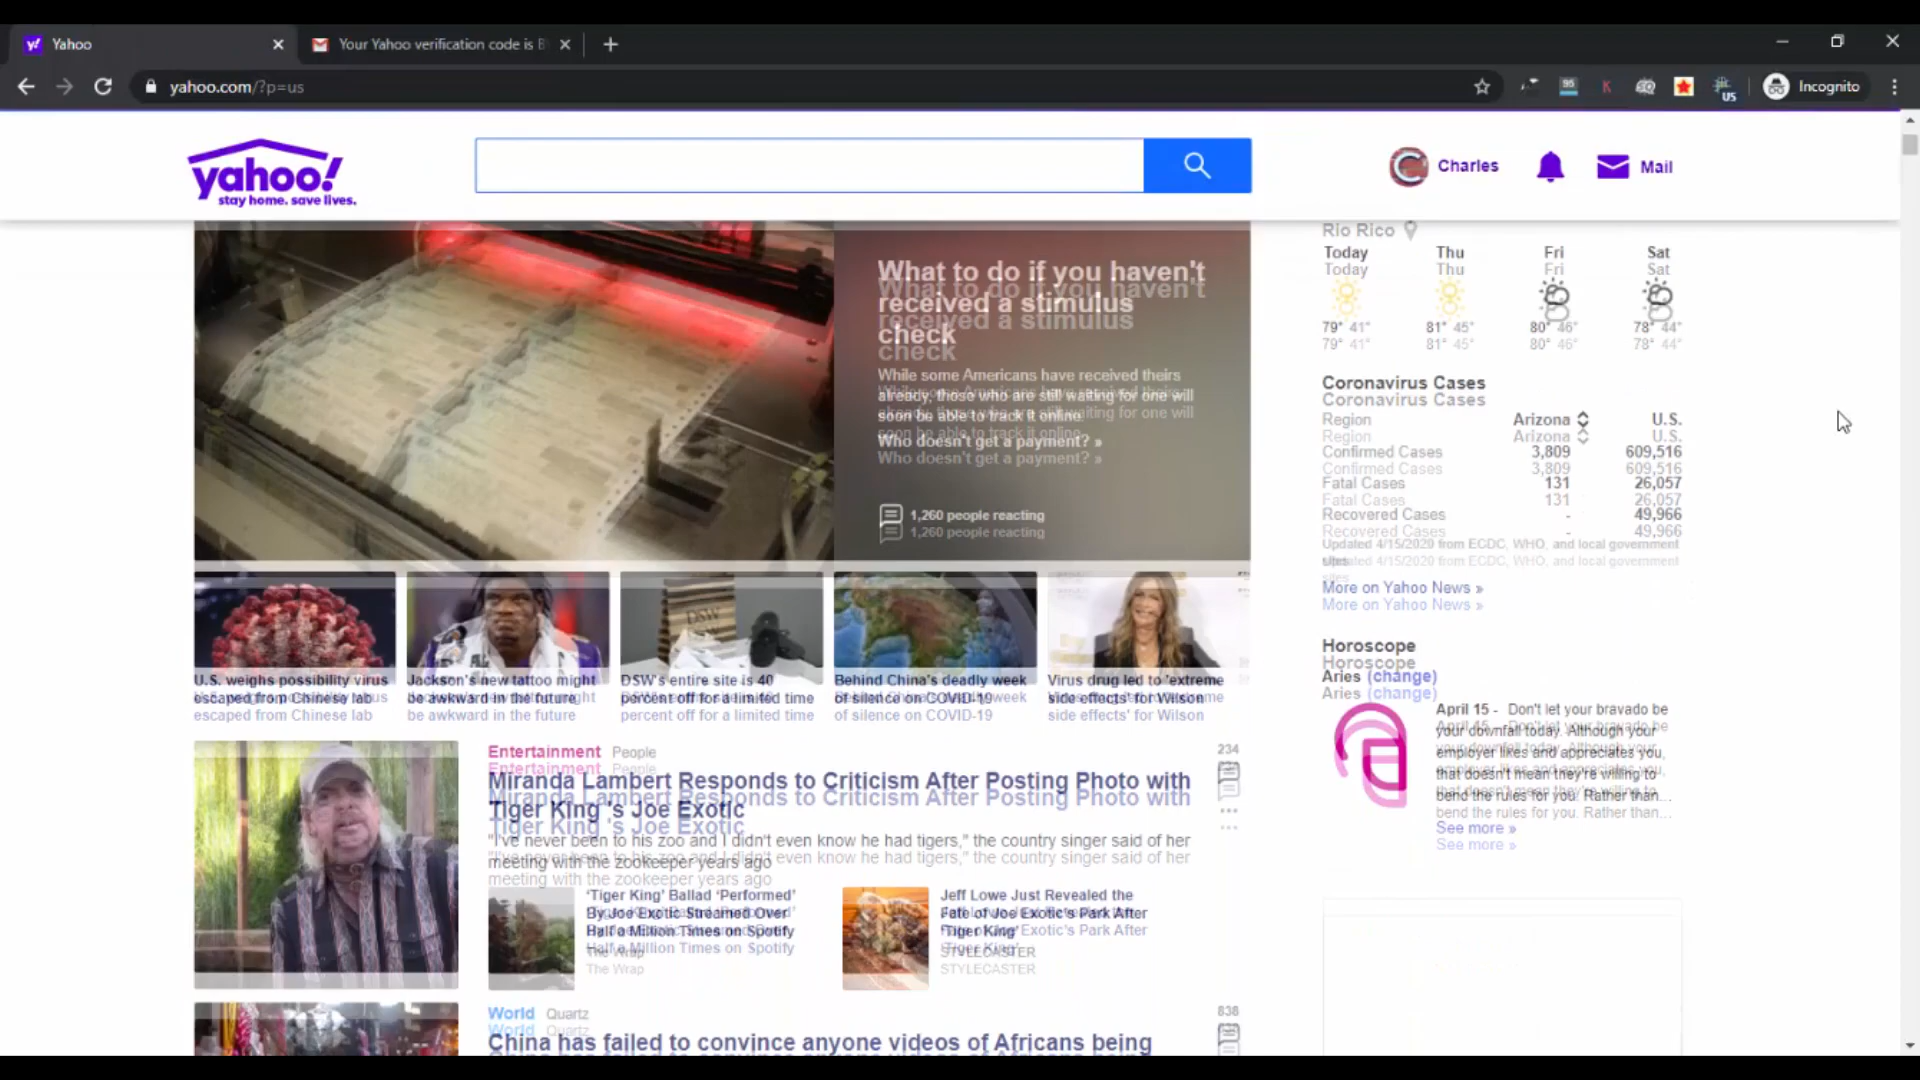 Yahoo
Your Yahoo verification code is B
yahoo.com/?p=us
95
K
SQ
US
Incognito
yahoo!
stay home. save lives.
Charles
Mail
Rio Rico
Today Thu Fri Sat
79° 41° 81° 45° 80° 46° 78° 44°
What to do if you haven't
received a stimulus
check
While some Americans have received theirs
already, those who are still waiting for one will
soon be able to track it online.
Who doesn't get a payment? »
1,260 people reacting
Coronavirus Cases
Region Arizona U.S.
Confirmed Cases 3,809 609,516
Fatal Cases 131 26,057
Recovered Cases - 49,966
Updated 4/15/2020 from ECDC, WHO, and local government
sites
More on Yahoo News »
DSW
U.S. weighs possibility virus
escaped from Chinese lab
Jackson's new tattoo might
be awkward in the future
DSW's entire site is 40
percent off for a limited time
Behind China's deadly week
of silence on COVID-19
Virus drug led to 'extreme
side effects' for Wilson
Horoscope
Aries (change)
April 15 - Don't let your bravado be
your downfall today. Although your
employer likes and appreciates you,
that doesn't mean they're willing to
bend the rules for you. Rather than...
See more »
Entertainment People
234
Miranda Lambert Responds to Criticism After Posting Photo with
Tiger King 's Joe Exotic
"I've never been to his zoo and I didn't even know he had tigers," the country singer said of her
meeting with the zookeeper years ago
'Tiger King' Ballad 'Performed'
By Joe Exotic Streamed Over
Half a Million Times on Spotify
The Wrap
Jeff Lowe Just Revealed the
Fate of Joe Exotic's Park After
'Tiger King'
STYLECASTER
World Quartz
838
China has failed to convince anyone videos of Africans being